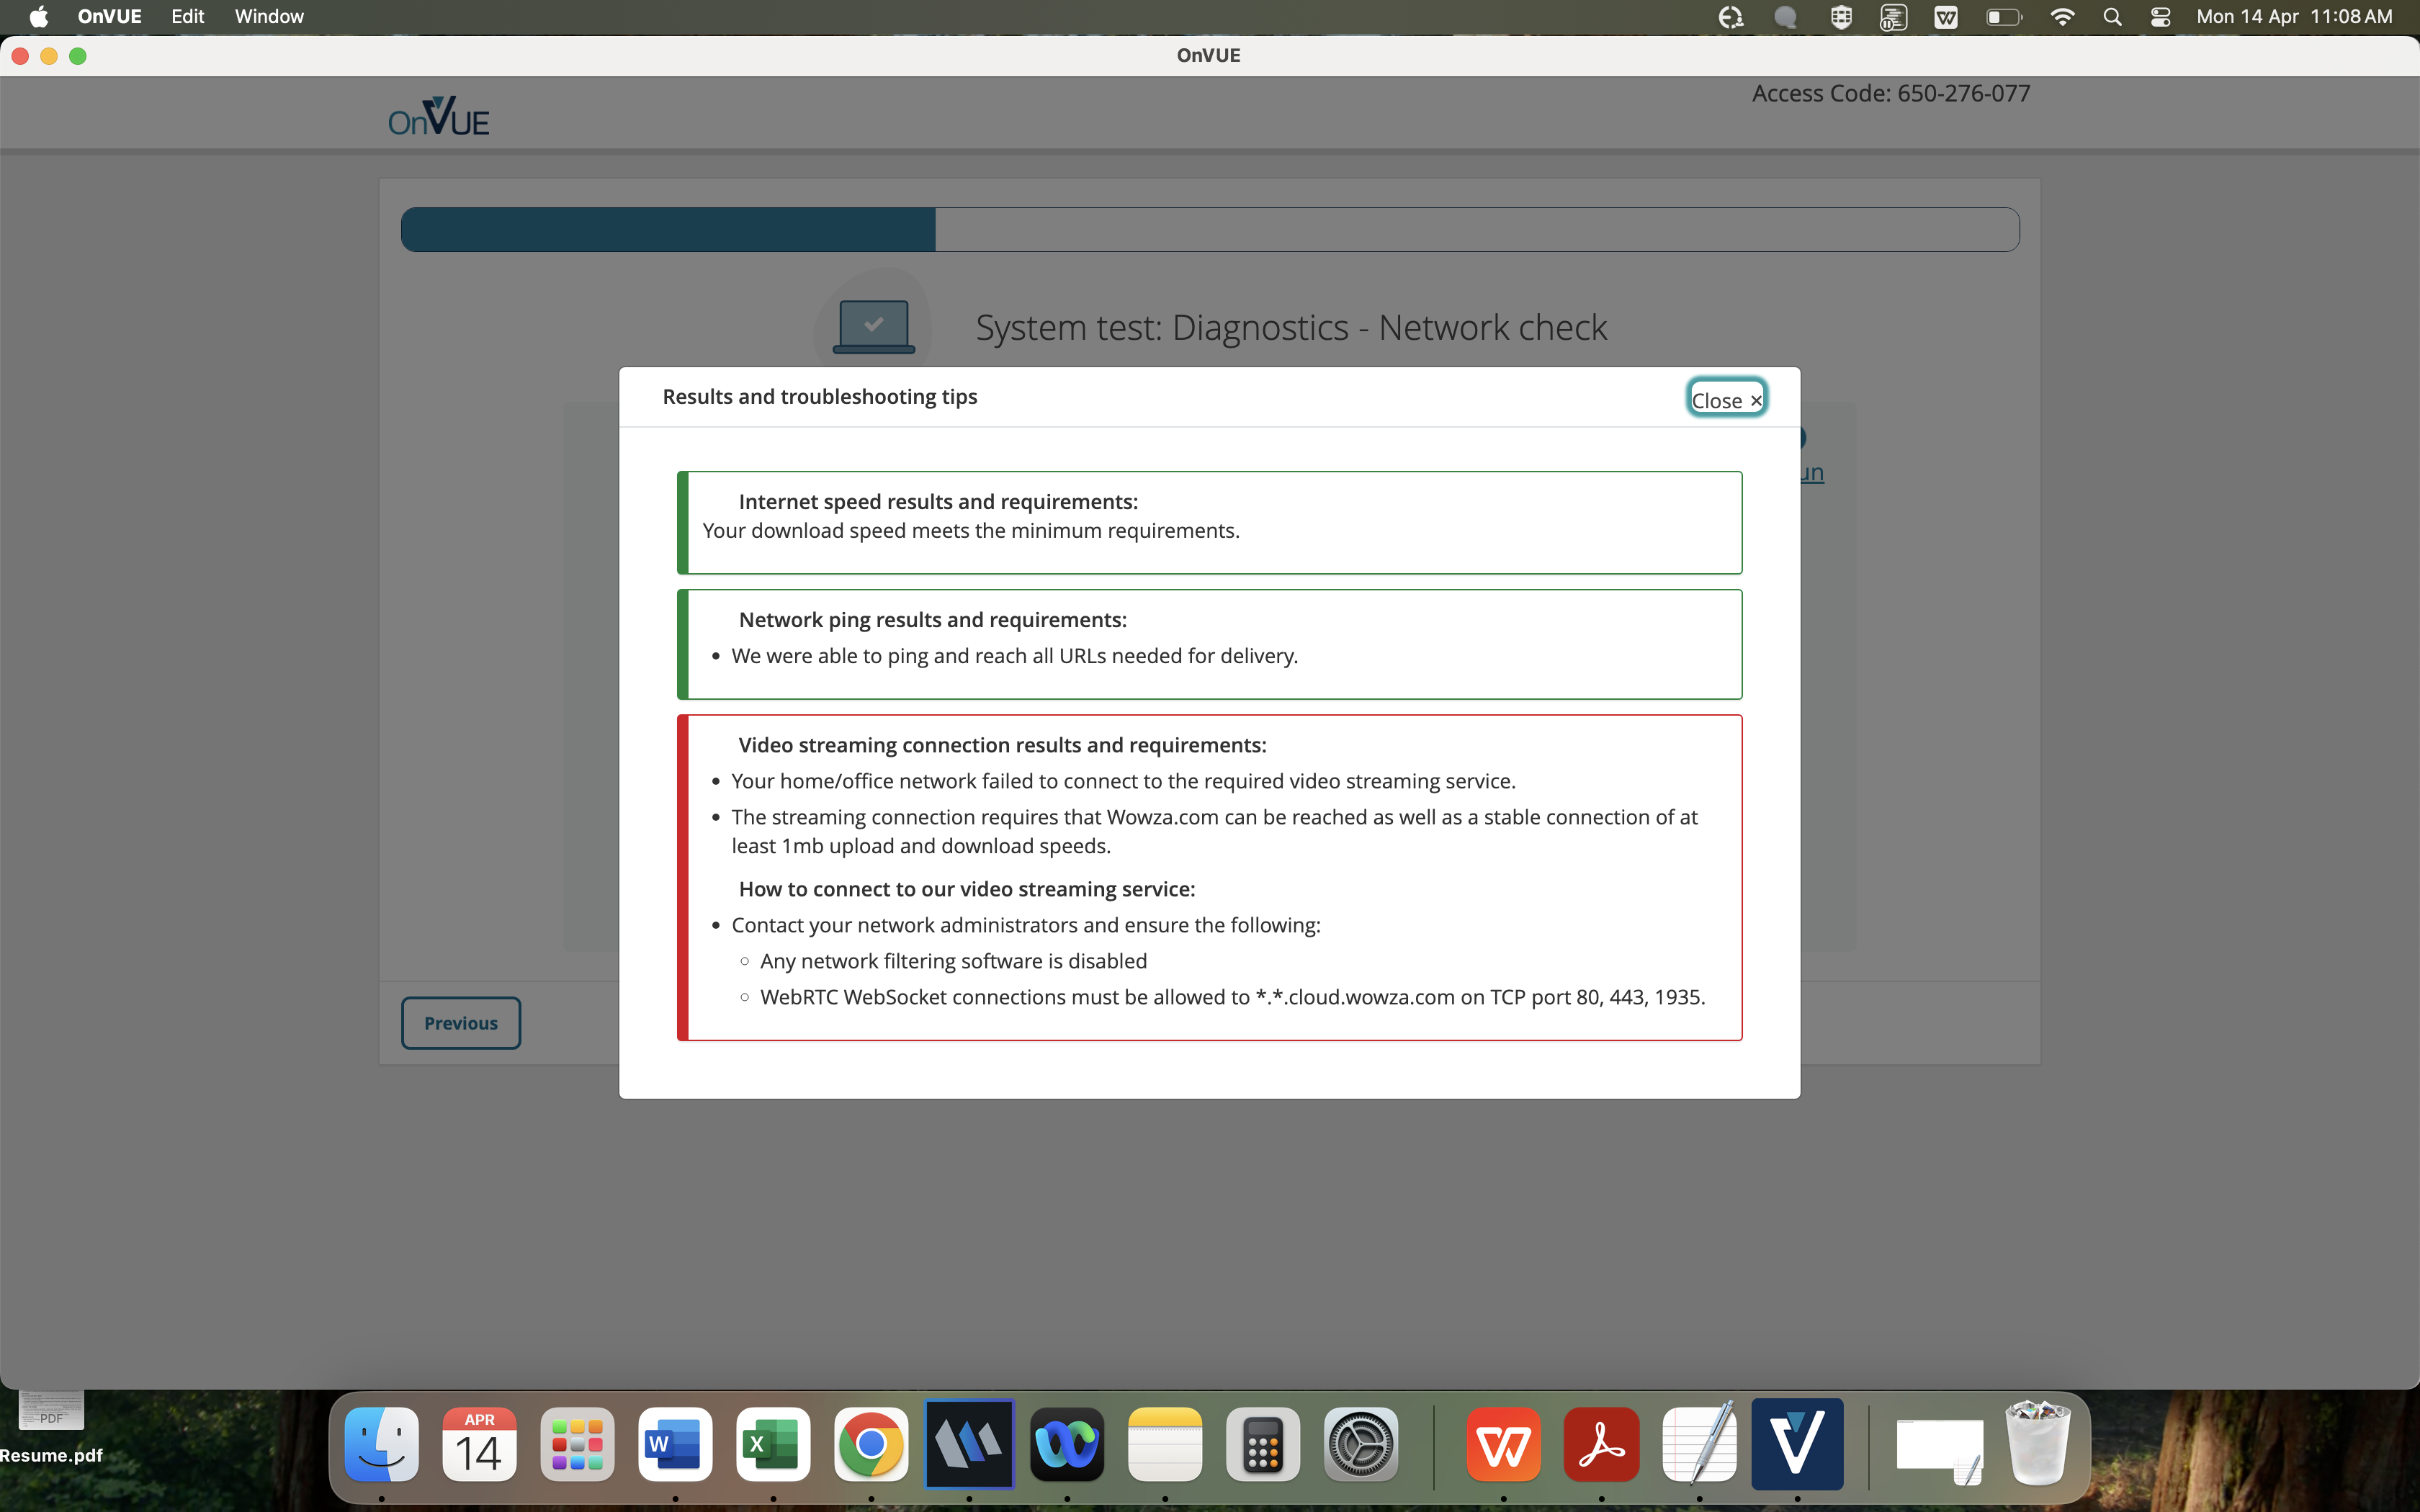 OnVUE Edit Window
Mon 14 Apr 11:08 AM
OnVUE
OnVUE
Access Code: 650-276-077
System test: Diagnostics - Network check
Results and troubleshooting tips
Close ×
un
Internet speed results and requirements:
Your download speed meets the minimum requirements.
Network ping results and requirements:
• We were able to ping and reach all URLs needed for delivery.
Video streaming connection results and requirements:
• Your home/office network failed to connect to the required video streaming service.
• The streaming connection requires that Wowza.com can be reached as well as a stable connection of at
least 1mb upload and download speeds.
How to connect to our video streaming service:
• Contact your network administrators and ensure the following:
○ Any network filtering software is disabled
○ WebRTC WebSocket connections must be allowed to *.*.cloud.wowza.com on TCP port 80, 443, 1935.
Previous
PDF
Resume.pdf
APR
14
W
X